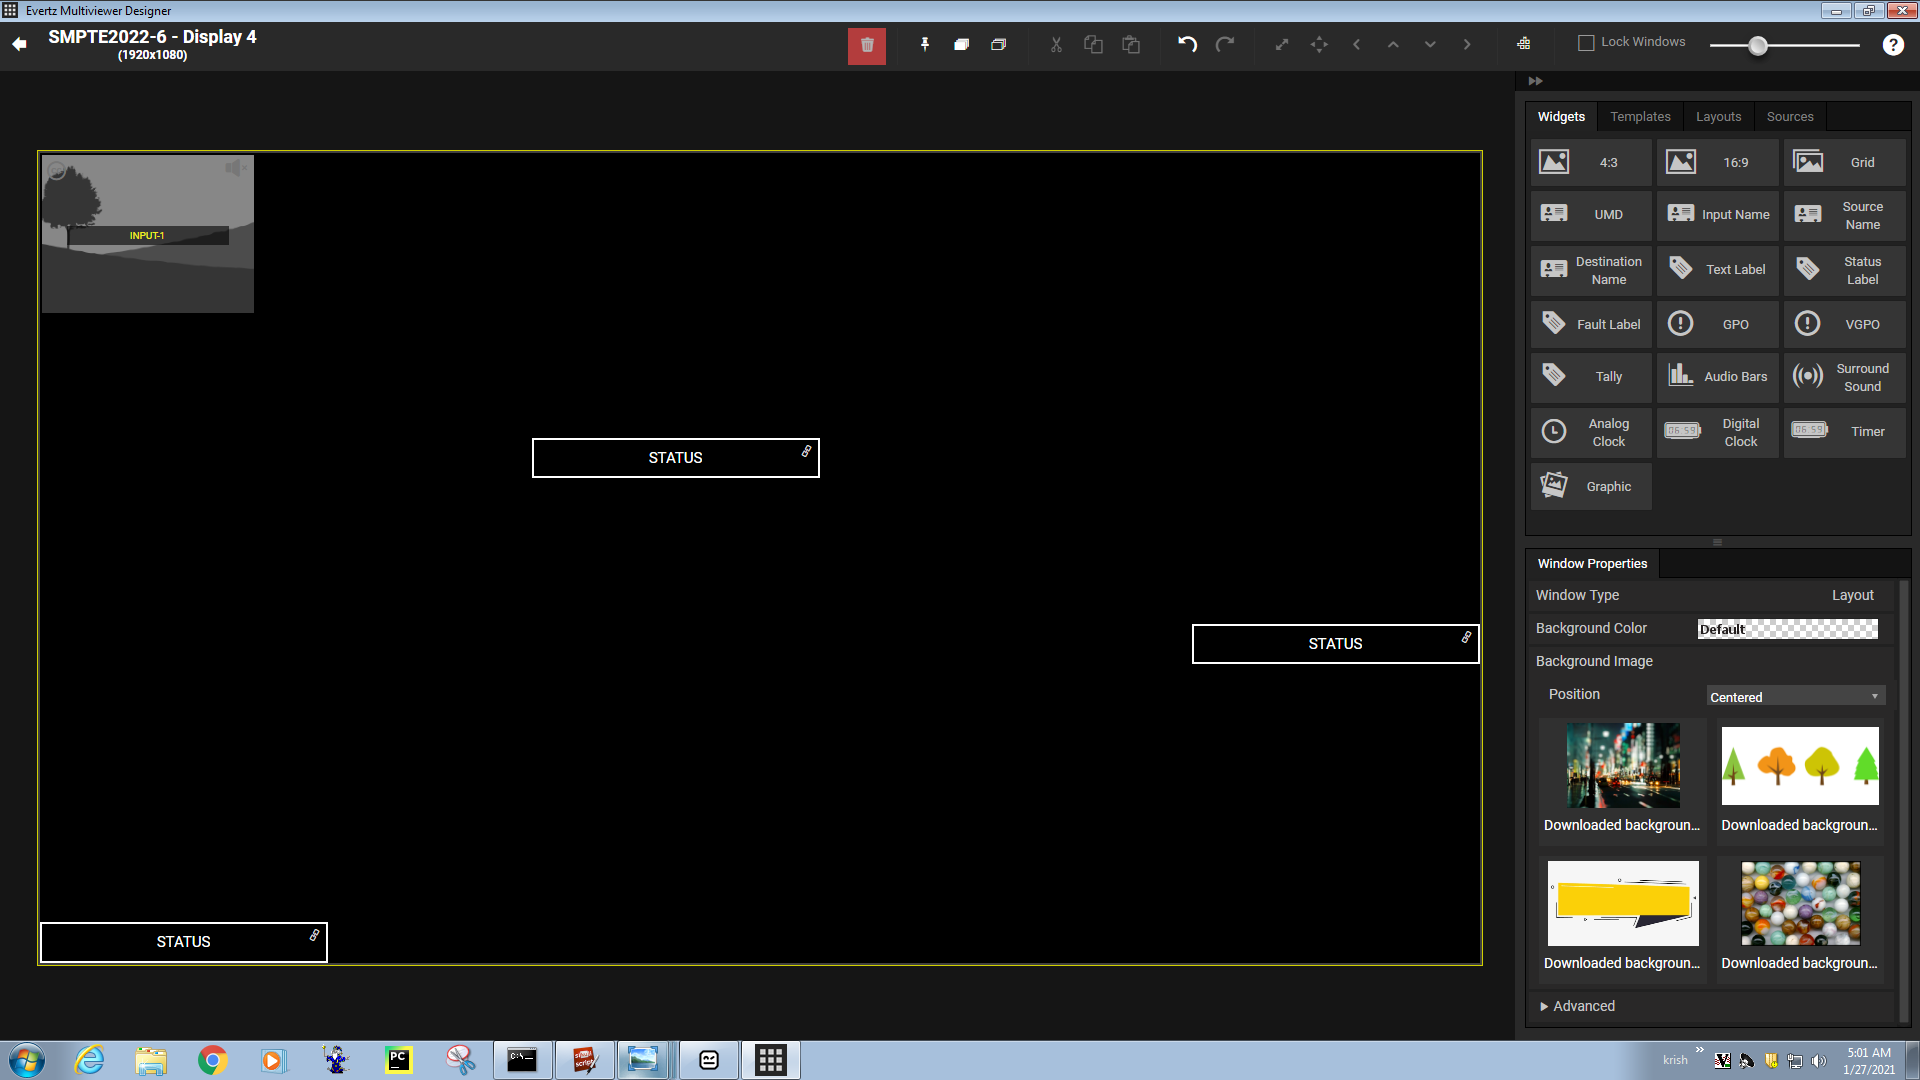 Evertz Multiviewer Designer
SMPTE2022-6 - Display 4
(1920x1080)
Lock Windows
?
Widgets
Templates
Layouts
Sources
4:3
16:9
Grid
UMD
Input Name
Source
Name
Destination
Name
Text Label
Status
Label
Fault Label
GPO
VGPO
Tally
Audio Bars
Surround
Sound
Analog
Clock
Digital
Clock
Timer
Graphic
INPUT-1
STATUS
STATUS
STATUS
Window Properties
Window Type
Layout
Background Color
Default
Background Image
Position
Centered
Downloaded backgroun...
Downloaded backgroun...
Downloaded backgroun...
Downloaded backgroun...
Advanced
PC
C:\_
krish
5:01 AM
1/27/2021